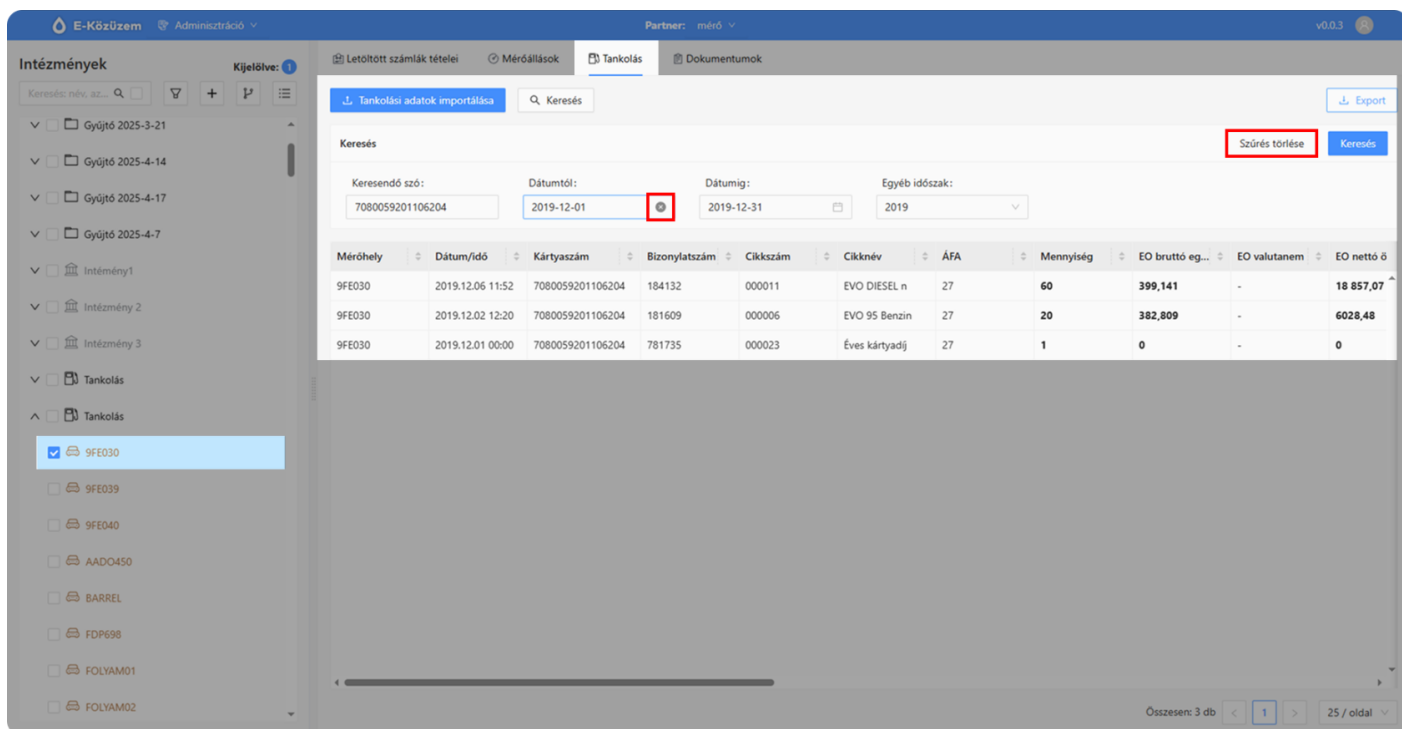 E-Közüzem Adminisztráció Partner: mérő v0.0.3
Intézmények Kijelölve: 1
Keresés: név, az...
Gyűjtő 2025-3-21
Gyűjtő 2025-4-14
Gyűjtő 2025-4-17
Gyűjtő 2025-4-7
Intémény1
Intézmény 2
Intézmény 3
Tankolás
Tankolás
9FE030
9FE039
9FE040
AADO450
BARREL
FDP698
FOLYAM01
FOLYAM02
Letöltött számlák tételei Mérőállások Tankolás Dokumentumok
Tankolási adatok importálása Keresés Export
Keresés Szűrés törlése Keresés
Keresendő szó: Dátumtól: Dátumig: Egyéb időszak:
7080059201106204 2019-12-01 2019-12-31 2019
Mérőhely Dátum/idő Kártyaszám Bizonylatszám Cikkszám Cikknév ÁFA Mennyiség EO bruttó eg... EO valutanem EO nettó ö
9FE030 2019.12.06 11:52 7080059201106204 184132 000011 EVO DIESEL n 27 60 399,141 - 18 857,07
9FE030 2019.12.02 12:20 7080059201106204 181609 000006 EVO 95 Benzin 27 20 382,809 - 6028,48
9FE030 2019.12.01 00:00 7080059201106204 781735 000023 Éves kártyadíj 27 1 0 - 0
Összesen: 3 db < 1 > 25 / oldal